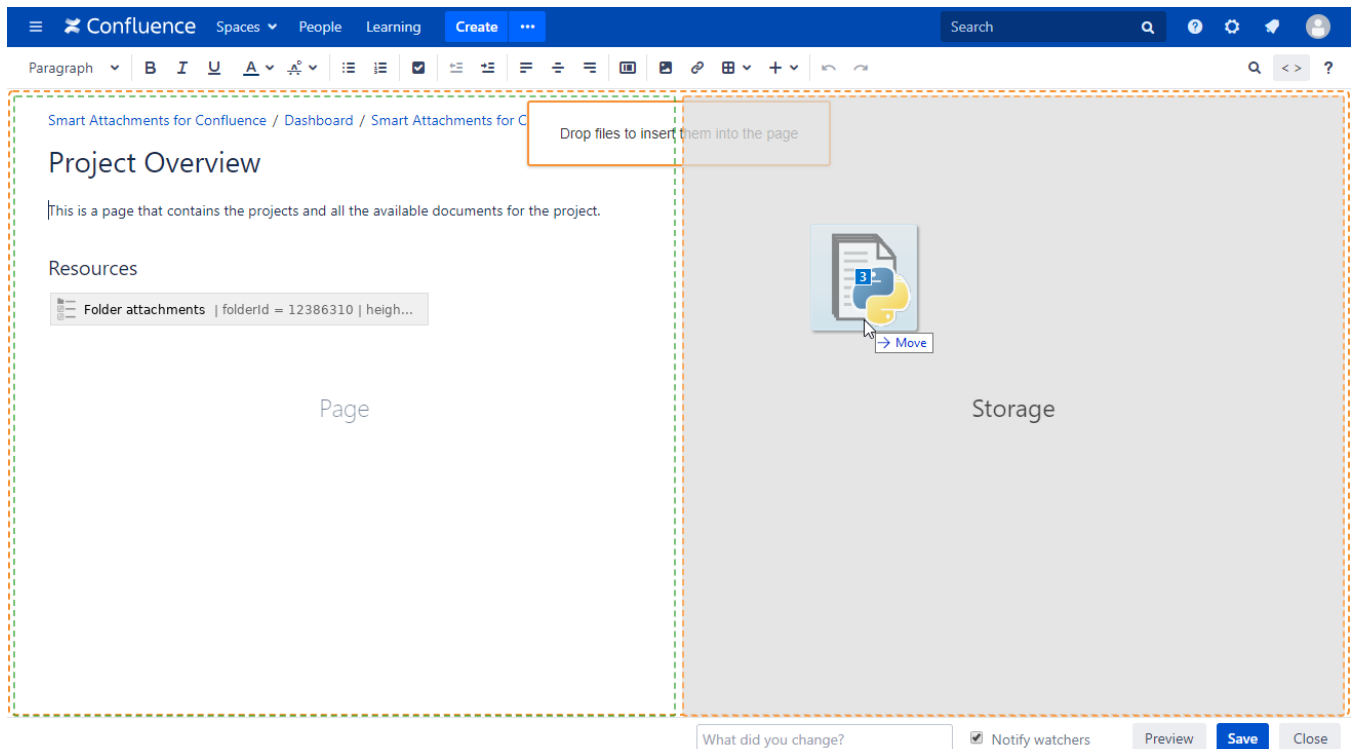 Confluence Spaces People Learning Create ••• Search
Paragraph B I U A < > ?
Smart Attachments for Confluence / Dashboard / Smart Attachments for C
Drop files to insert them into the page
Project Overview
This is a page that contains the projects and all the available documents for the project.
Resources
Folder attachments | folderId = 12386310 | heigh...
3
Move
Page
Storage
What did you change? Notify watchers Preview Save Close